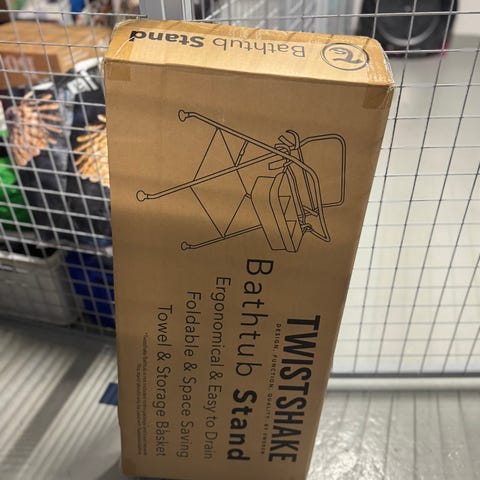 Bathtub Stand
TWISTSHAKE
DESIGN. FUNCTION. QUALITY. BY SWEDEN
Bathtub Stand
Ergonomical & Easy to Drain
Foldable & Space Saving
Towel & Storage Basket